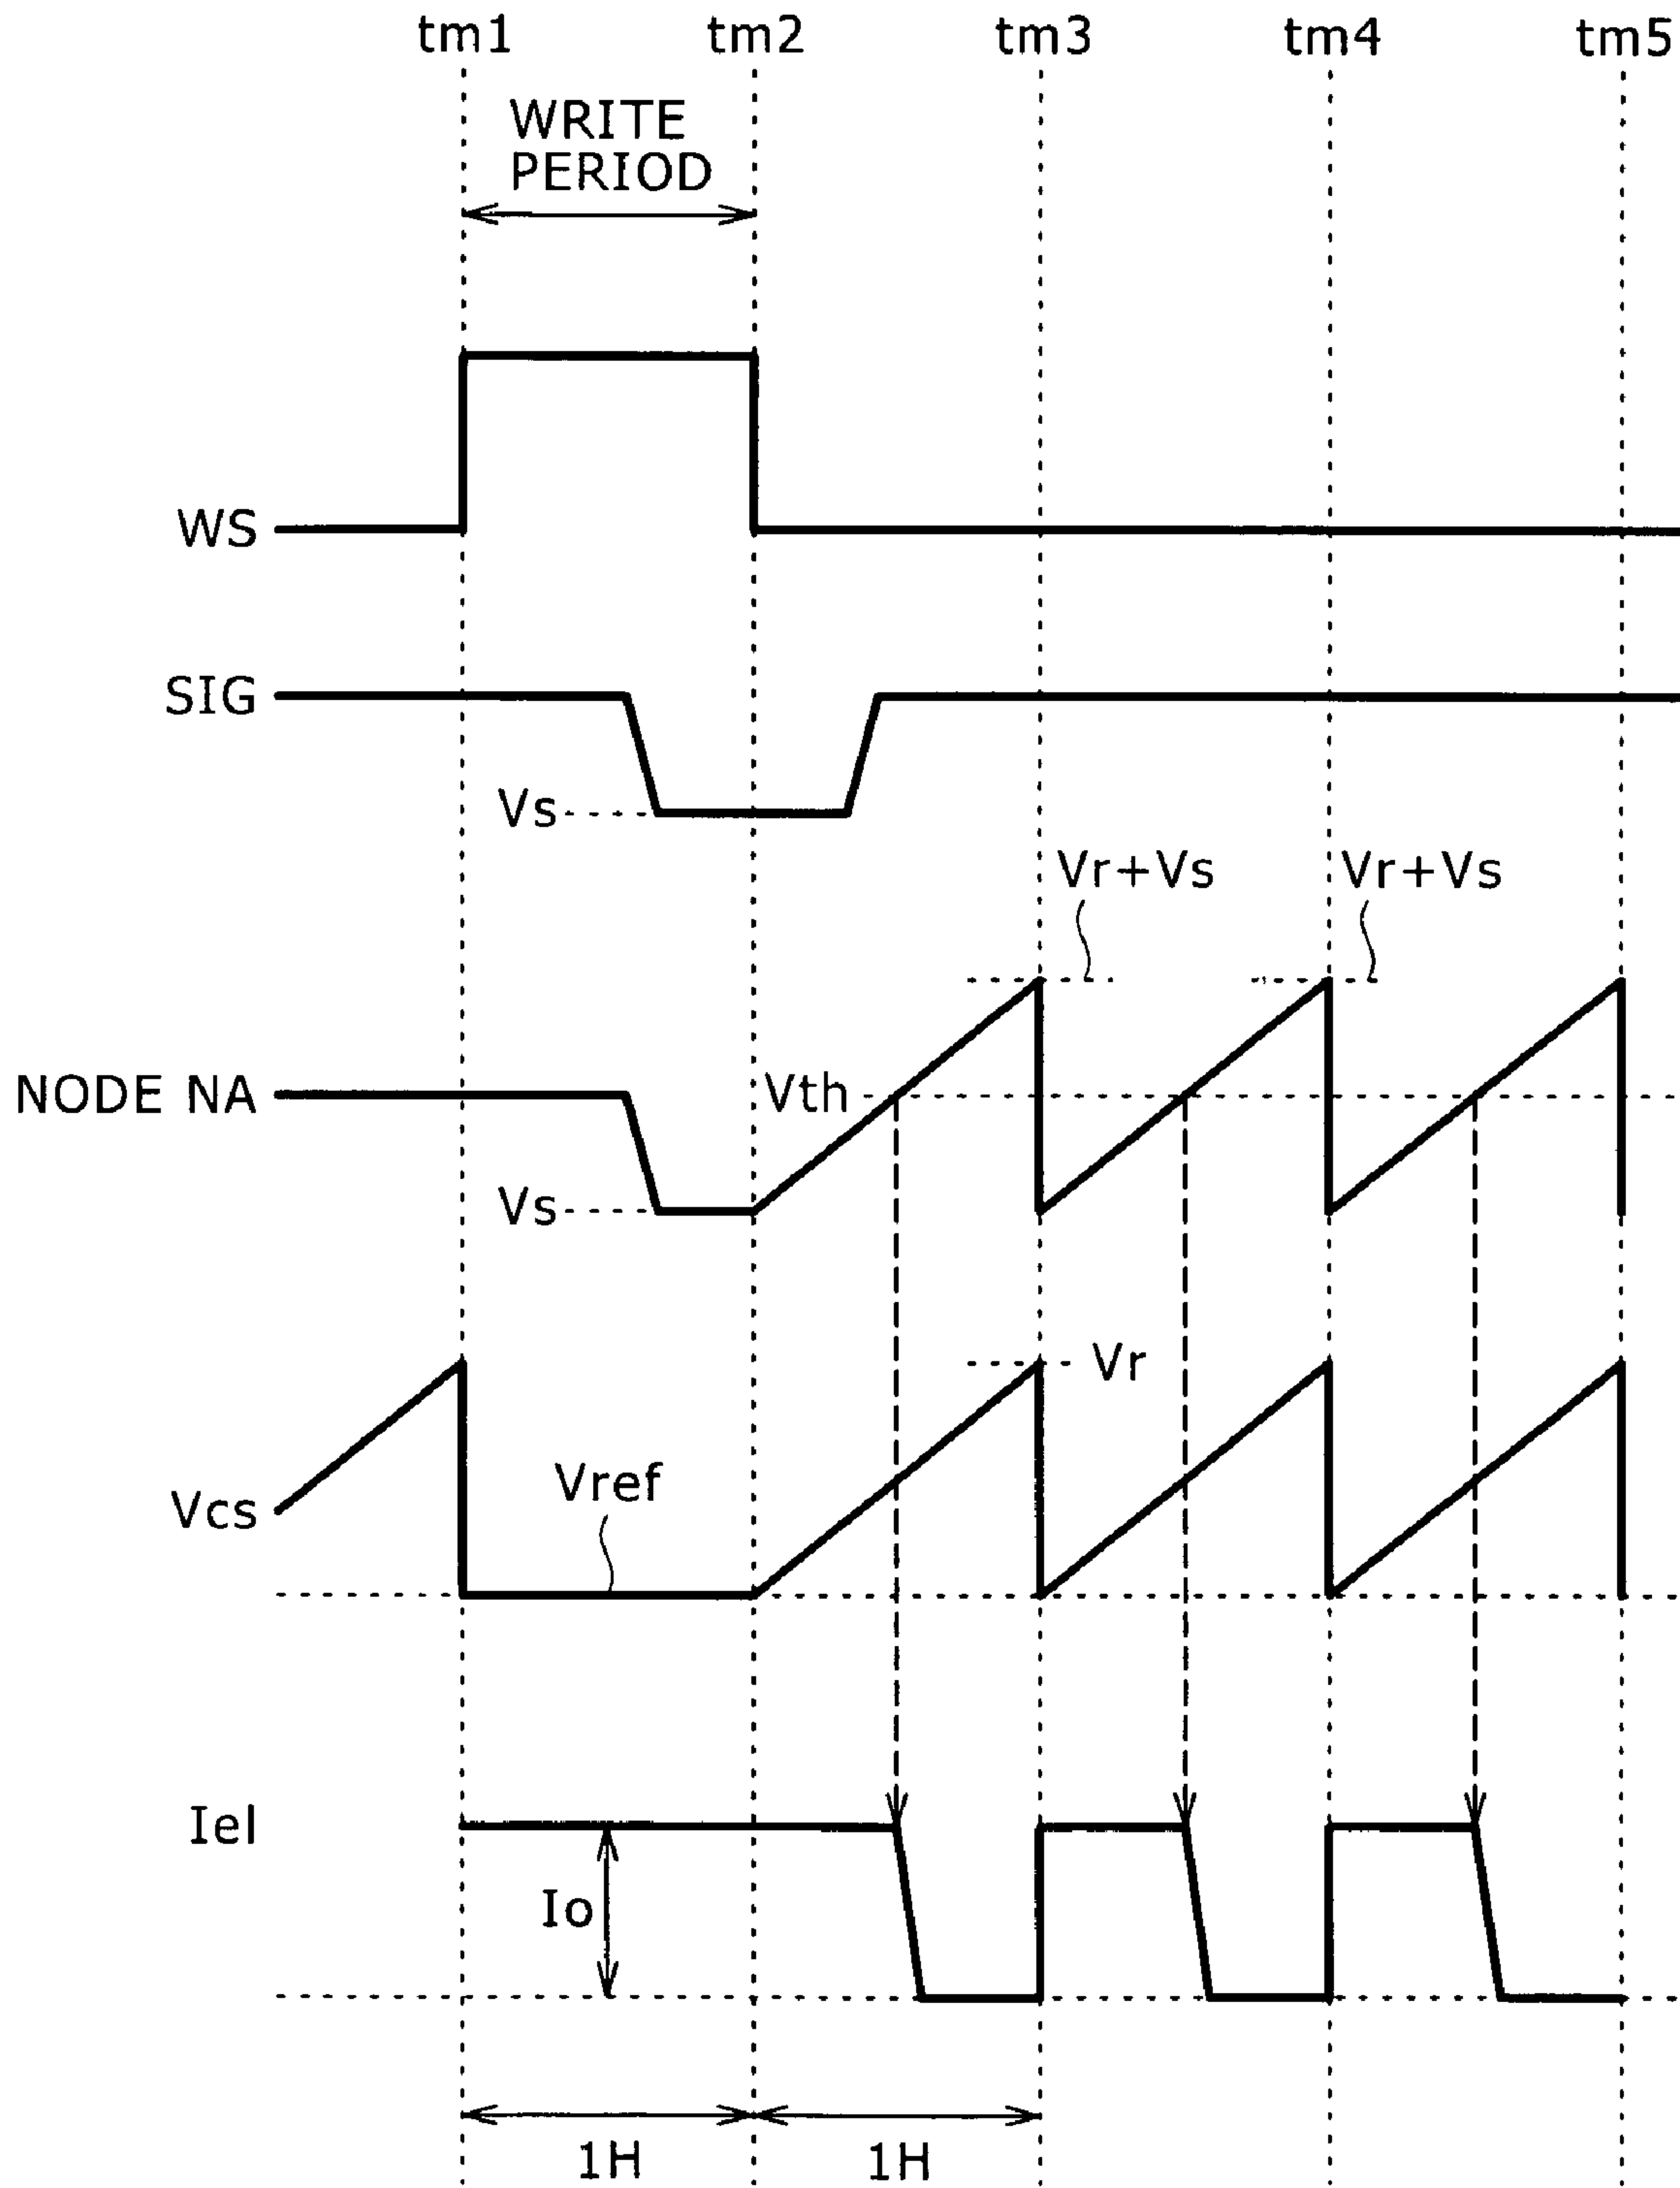 tm1 tm2 tm3 tm4 tm5
WRITE
PERIOD
WS
SIG
Vs
Vr+Vs Vr+Vs
NODE NA
Vth
Vs
Vr
Vref
Vcs
Iel
Io
1H 1H